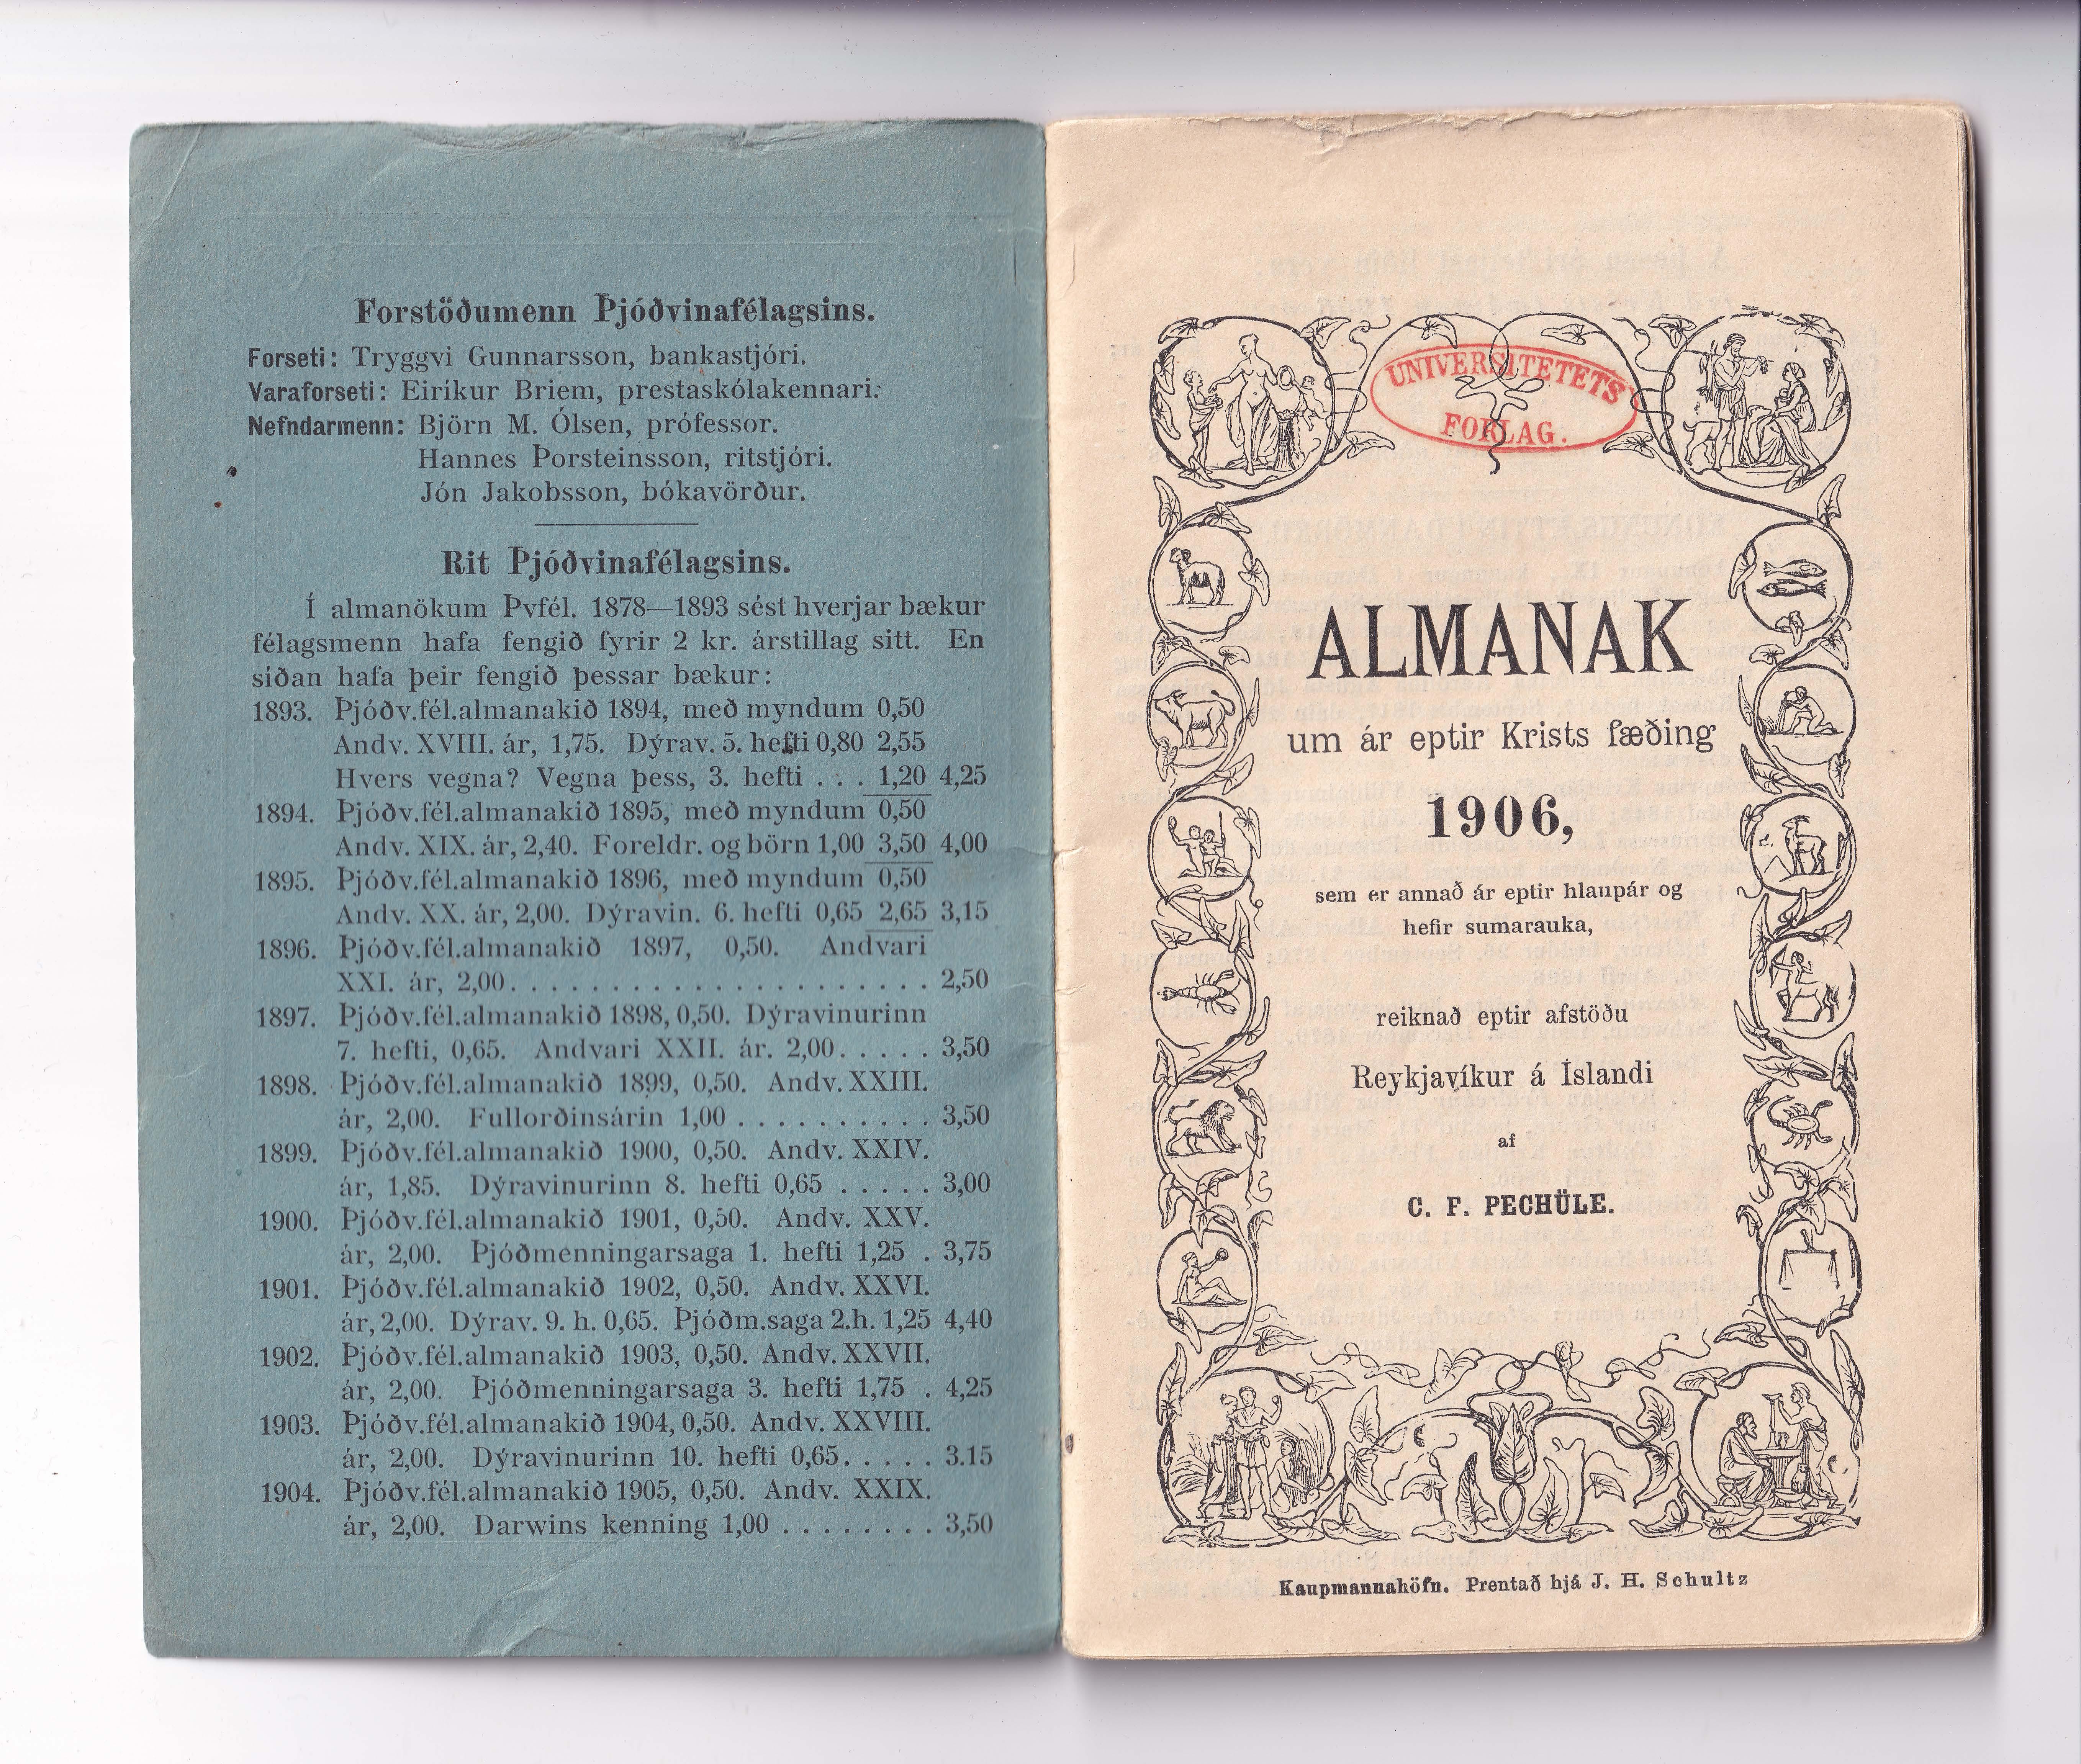 Forstöðumenn Þjóðvinafélagsins.
Forseti: Tryggvi Gunnarsson, bankastjóri.
Varaforseti: Eiríkur Briem, prestaskólakennari.
Nefndarmenn: Björn M. Ólsen, prófessor.
Hannes Þorsteinsson, ritstjóri.
Jón Jakobsson, bókavörður.
Rit Þjóðvinafélagsins.
Í almanökum Þvfél. 1878—1893 sést hverjar bækur
félagsmenn hafa fengið fyrir 2 kr. árstillag sitt. En
síðan hafa þeir fengið þessar bækur:
1893. Þjóðv.fél.almanakið 1894, með myndum 0,50
Andv. XVIII. ár, 1,75. Dýrav. 5. hefti 0,80 2,55
Hvers vegna? Vegna þess, 3. hefti . . . 1,20 4,25
1894. Þjóðv.fél.almanakið 1895, með myndum 0,50
Andv. XIX. ár, 2,40. Foreldr. og börn 1,00 3,50 4,00
1895. Þjóðv.fél.almanakið 1896, með myndum 0,50
Andv. XX. ár, 2,00. Dýravin. 6. hefti 0,65 2,65 3,15
1896. Þjóðv.fél.almanakið 1897, 0,50. Andvari
XXI. ár, 2,00. . . . . . . . . . . . . . . . . . . . 2,50
1897. Þjóðv.fél.almanakið 1898, 0,50. Dýravinurinn
7. hefti, 0,65. Andvari XXII. ár. 2,00. . . . . 3,50
1898. Þjóðv.fél.almanakið 1899, 0,50. Andv. XXIII.
ár, 2,00. Fullorðinsárin 1,00 . . . . . . . . . . 3,50
1899. Þjóðv.fél.almanakið 1900, 0,50. Andv. XXIV.
ár, 1,85. Dýravinurinn 8. hefti 0,65 . . . . . 3,00
1900. Þjóðv.fél.almanakið 1901, 0,50. Andv. XXV.
ár, 2,00. Þjóðmenningarsaga 1. hefti 1,25 . 3,75
1901. Þjóðv.fél.almanakið 1902, 0,50. Andv. XXVI.
ár, 2,00. Dýrav. 9. h. 0,65. Þjóðm.saga 2.h. 1,25 4,40
1902. Þjóðv.fél.almanakið 1903, 0,50. Andv. XXVII.
ár, 2,00. Þjóðmenningarsaga 3. hefti 1,75 . 4,25
1903. Þjóðv.fél.almanakið 1904, 0,50. Andv. XXVIII.
ár, 2,00. Dýravinurinn 10. hefti 0,65. . . . . 3.15
1904. Þjóðv.fél.almanakið 1905, 0,50. Andv. XXIX.
ár, 2,00. Darwins kenning 1,00 . . . . . . . . 3,50
UNIVERSITETETS
FORLAG.
ALMANAK
um ár eptir Krists fæðing
1906,
sem er annað ár eptir hlaupár og
hefir sumarauka,
reiknað eptir afstöðu
Reykjavíkur á Íslandi
af
C. F. PECHÜLE.
Kaupmannahöfn. Prentað hjá J. H. Schultz